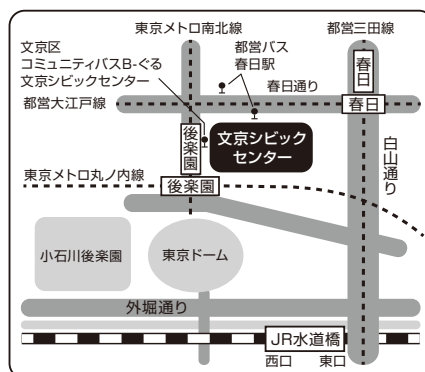 東京メトロ南北線
都営三田線
文京区
コミュニティバスB-ぐる
文京シビックセンター
都営バス
春日駅
春日
春日通り
都営大江戸線
春日
後楽園
文京シビック
センター
白山通り
東京メトロ丸ノ内線
後楽園
小石川後楽園
東京ドーム
外堀通り
JR水道橋
西口
東口